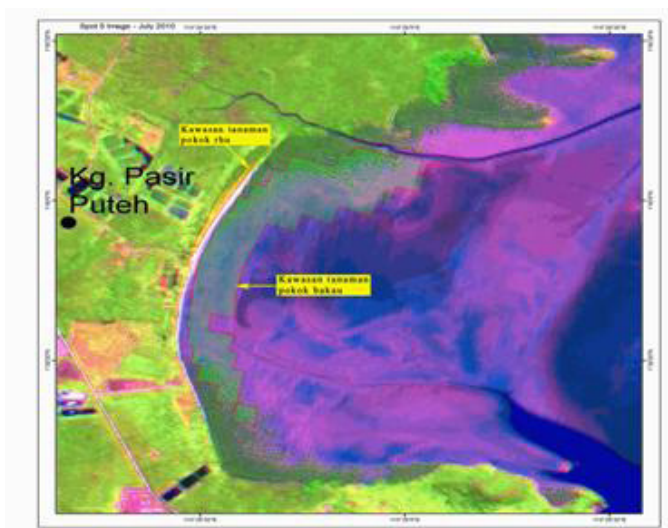 Spot 5 Image - July 2010
Kawasan tanaman
pokok rhu
Kg. Pasir
Puteh
Kawasan tanaman
pokok bakau